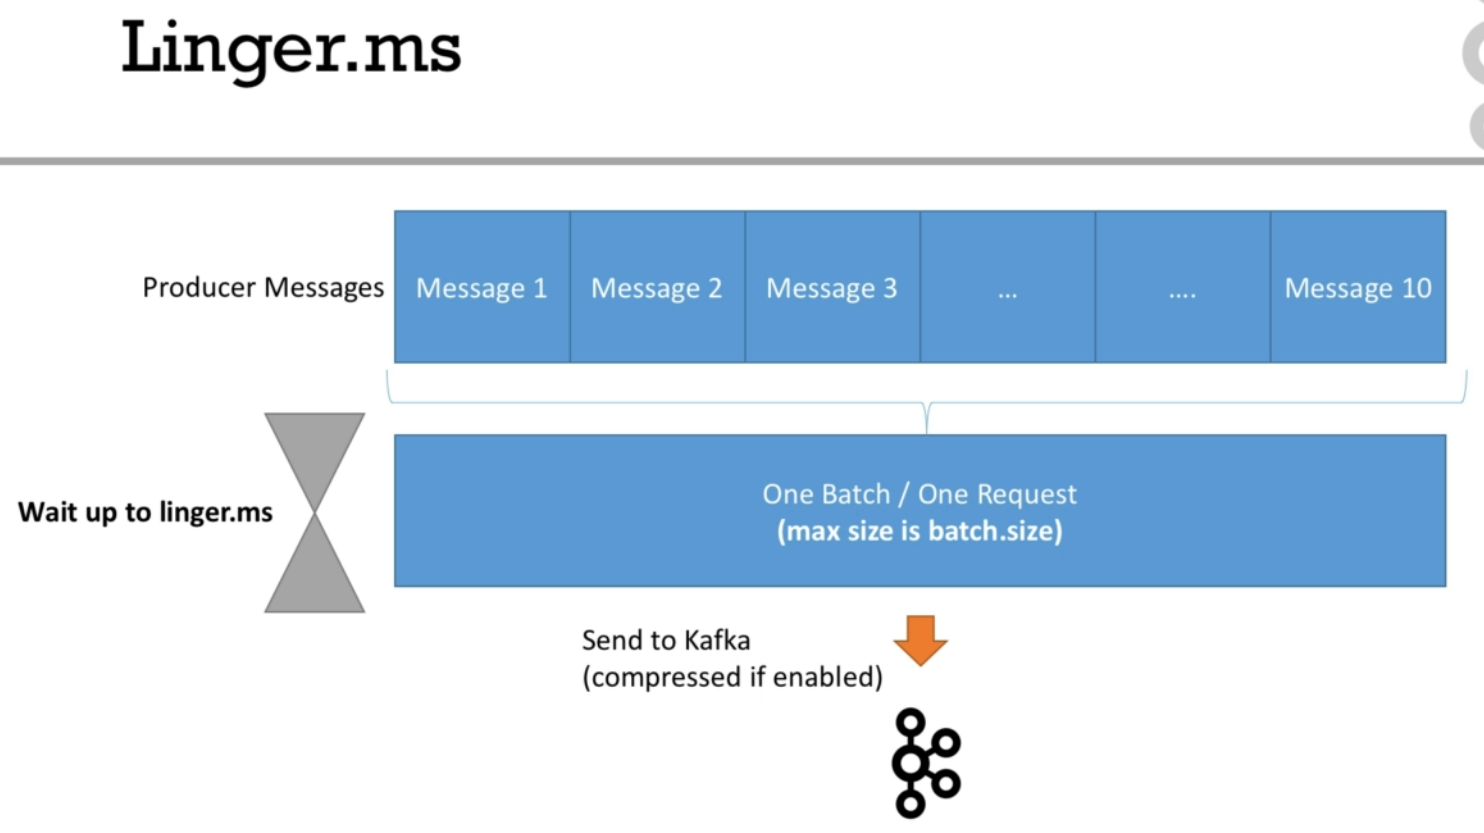 Linger.ms
Producer Messages
Message 1
Message 2
Message 3
...
....
Message 10
Wait up to linger.ms
One Batch / One Request
(max size is batch.size)
Send to Kafka
(compressed if enabled)